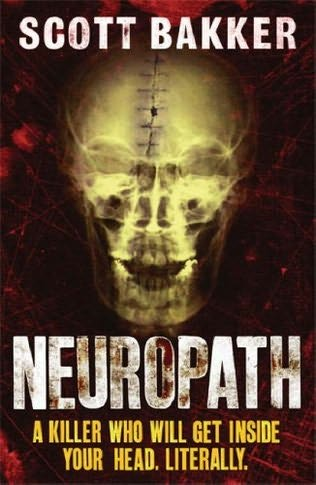 SCOTT BAKKER
NEUROPATH
A KILLER WHO WILL GET INSIDE
YOUR HEAD. LITERALLY.